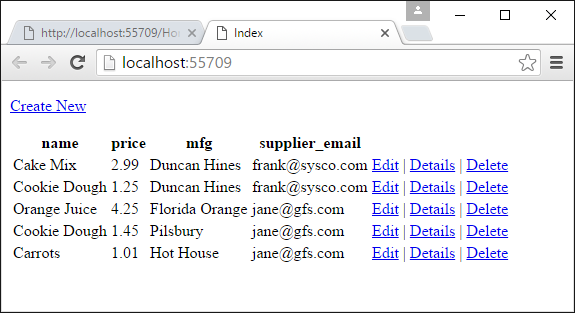 http://localhost:55709/Hor
Index
localhost:55709
Create New
name price mfg supplier_email
Cake Mix 2.99 Duncan Hines frank@sysco.com Edit | Details | Delete
Cookie Dough 1.25 Duncan Hines frank@sysco.com Edit | Details | Delete
Orange Juice 4.25 Florida Orange jane@gfs.com Edit | Details | Delete
Cookie Dough 1.45 Pilsbury jane@gfs.com Edit | Details | Delete
Carrots 1.01 Hot House jane@gfs.com Edit | Details | Delete